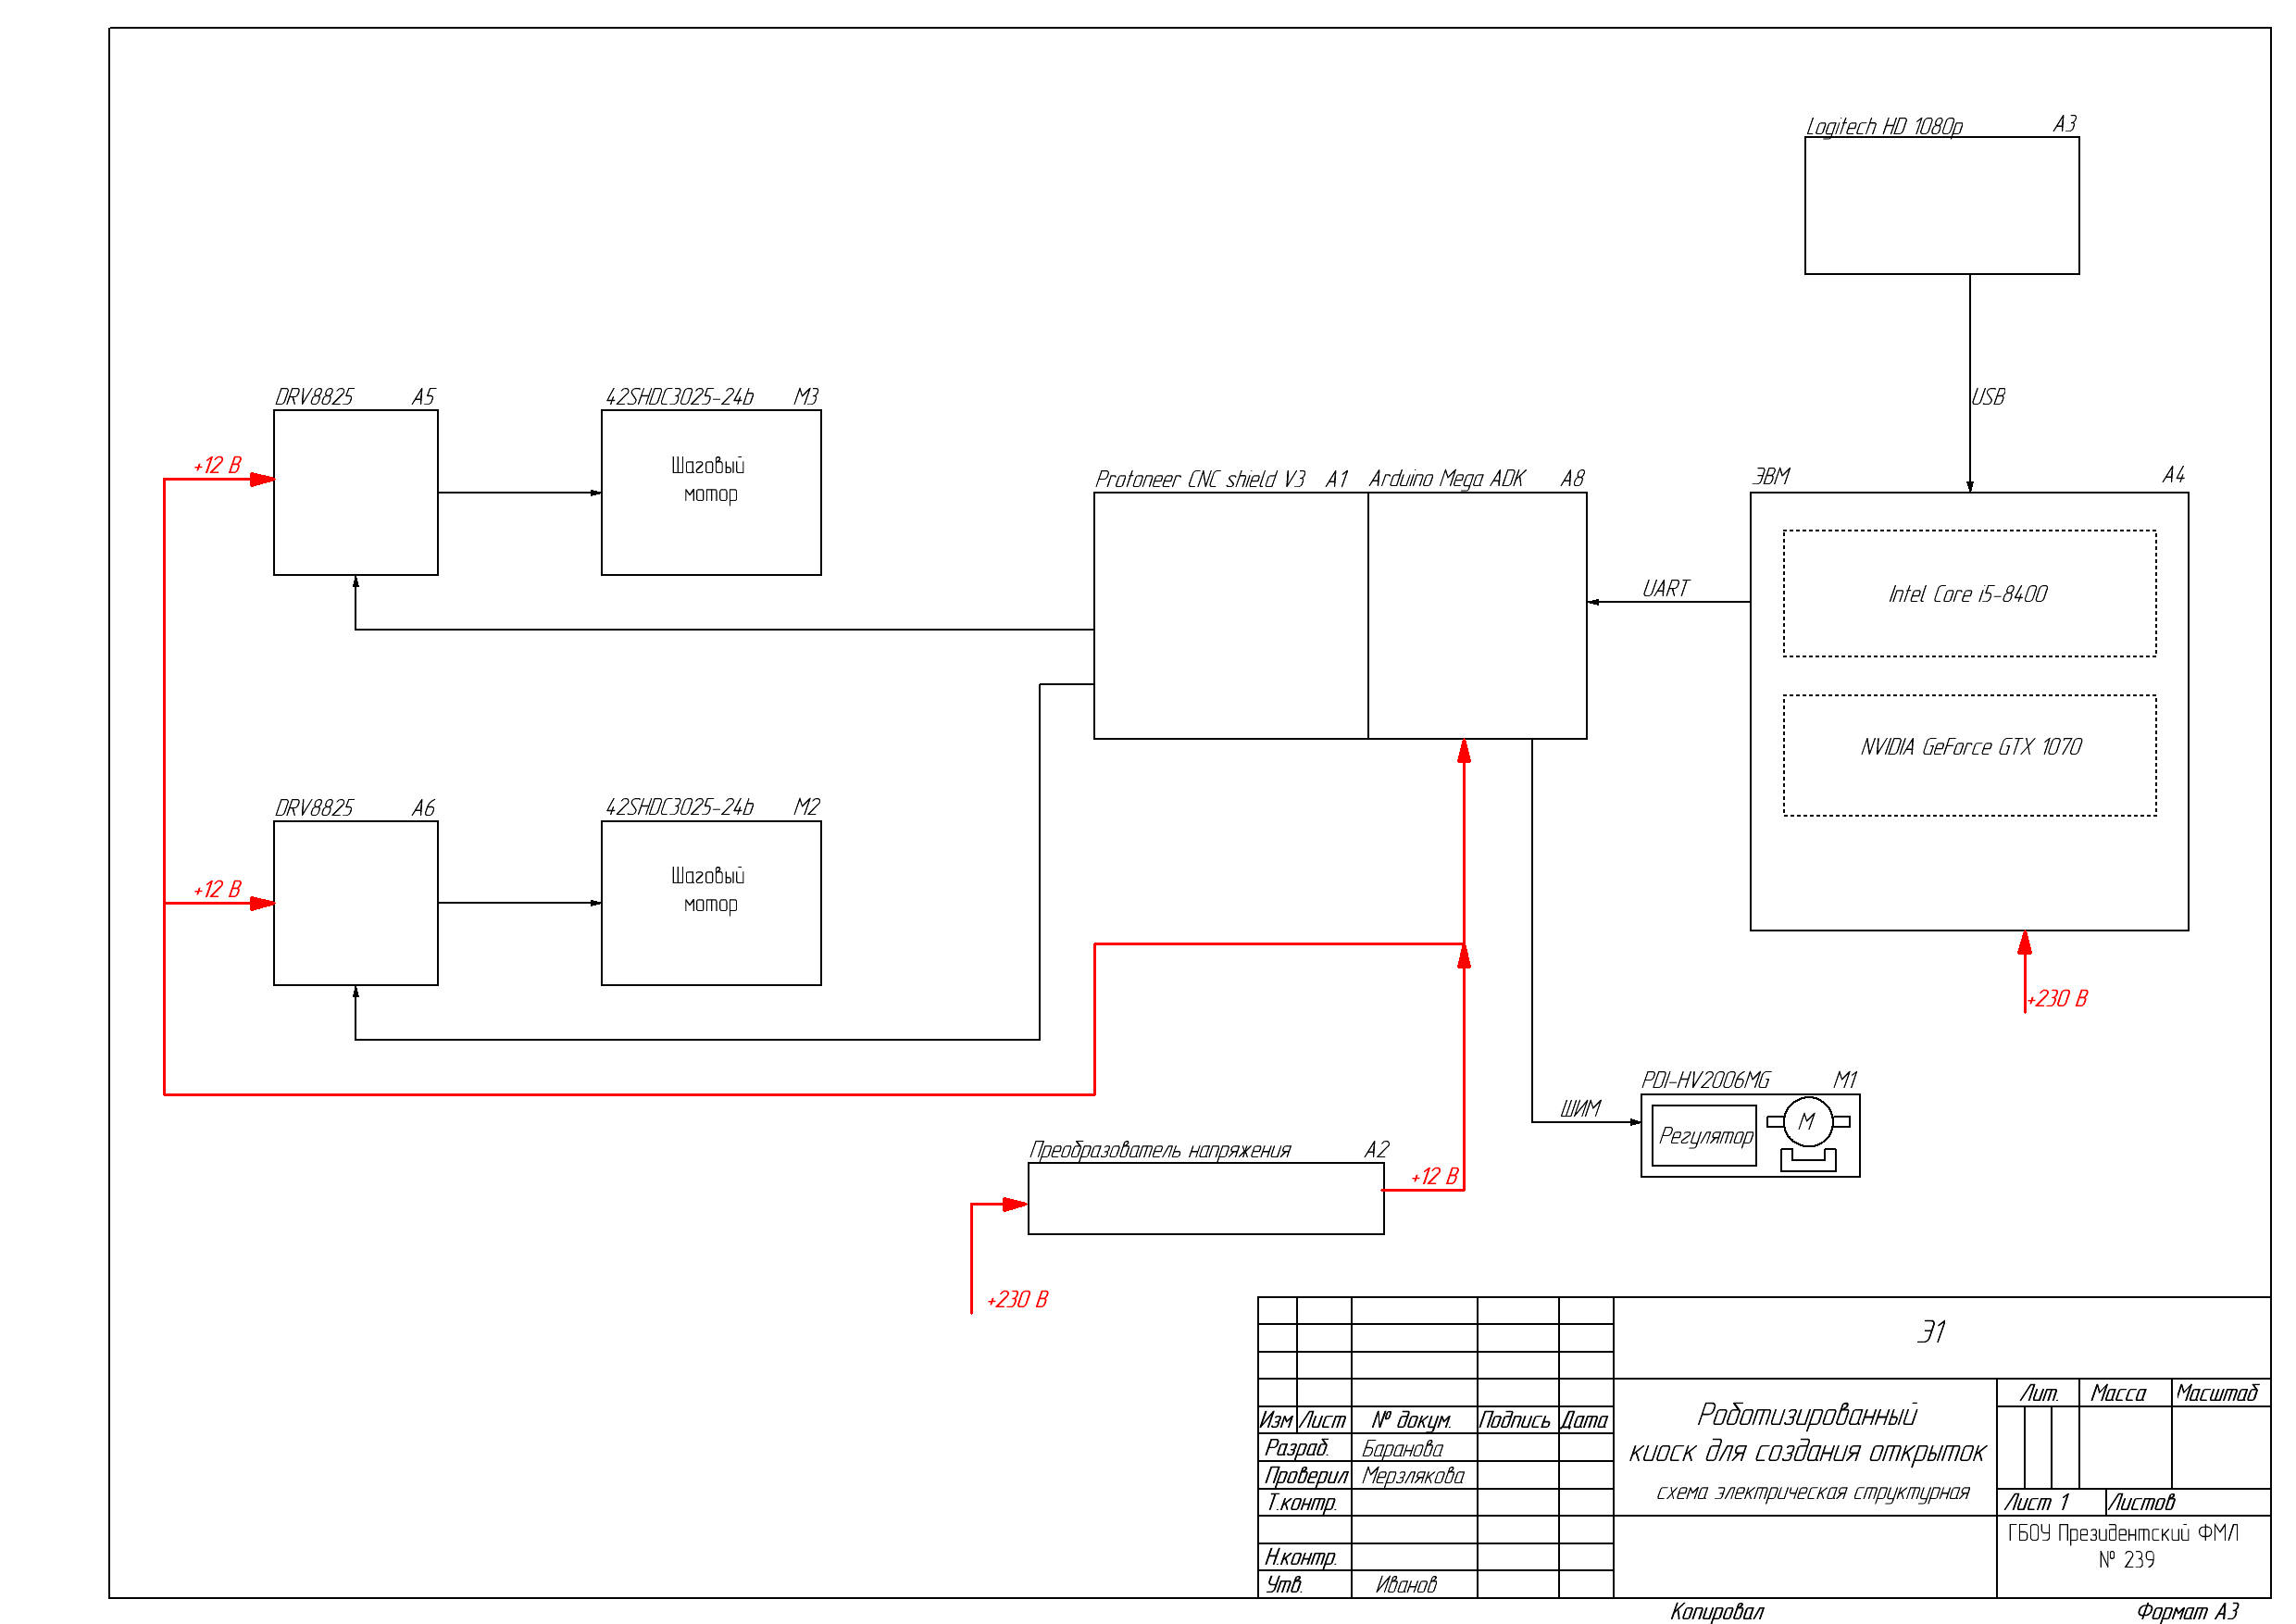 Logitech HD 1080p A3
USB
DRV8825 A5
42SHDC3025-24b M3
+12 В
Шаговый
мотор
Protoneer CNC shield V3 A1
Arduino Mega ADK A8
ЭВМ A4
UART
Intel Core i5-8400
NVIDIA GeForce GTX 1070
DRV8825 A6
42SHDC3025-24b M2
+12 В
Шаговый
мотор
+230 В
PDI-HV2006MG M1
ШИМ
Регулятор
М
Преобразователь напряжения А2
+12 В
+230 В
Э1
Изм Лист № докум. Подпись Дата
Разраб. Баранова
Проверил Мерзлякова
Т.контр.
Н.контр.
Утв. Иванов
Роботизированный
киоск для создания открыток
схема электрическая структурная
Лит. Масса Масштаб
Лист 1 Листов
ГБОУ Президентский ФМЛ
№ 239
Копировал Формат А3